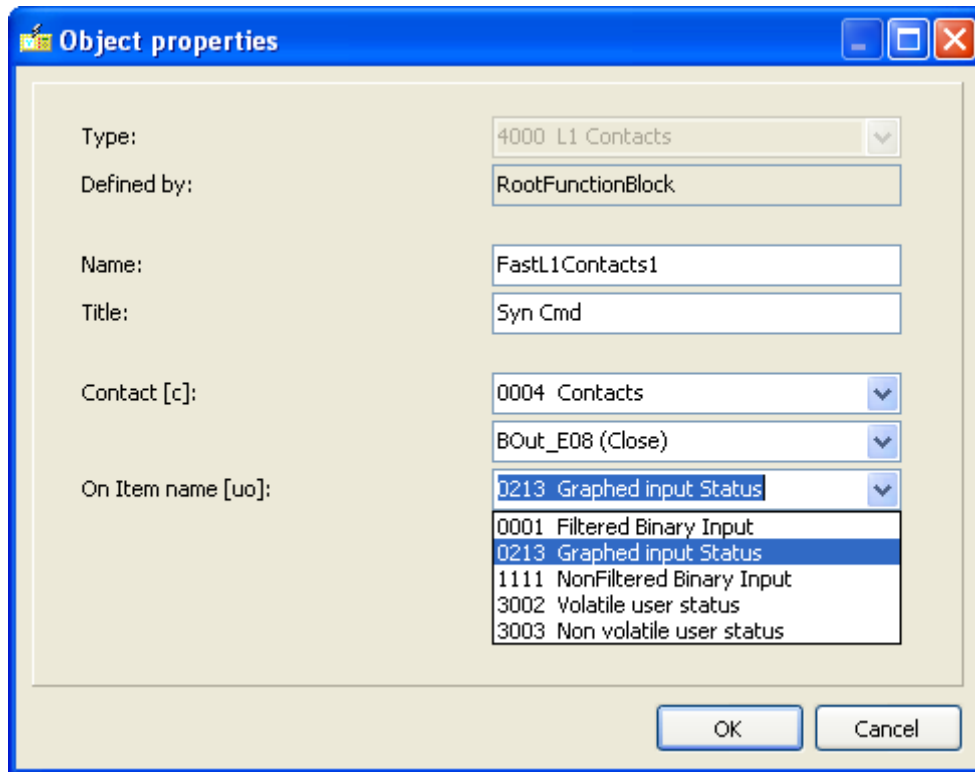 Object properties
Type: 4000 L1 Contacts
Defined by: RootFunctionBlock
Name: FastL1Contacts1
Title: Syn Cmd
Contact [c]: 0004 Contacts
BOut_E08 (Close)
On Item name [uo]: 0213 Graphed input Status
0001 Filtered Binary Input
0213 Graphed input Status
1111 NonFiltered Binary Input
3002 Volatile user status
3003 Non volatile user status
OK Cancel